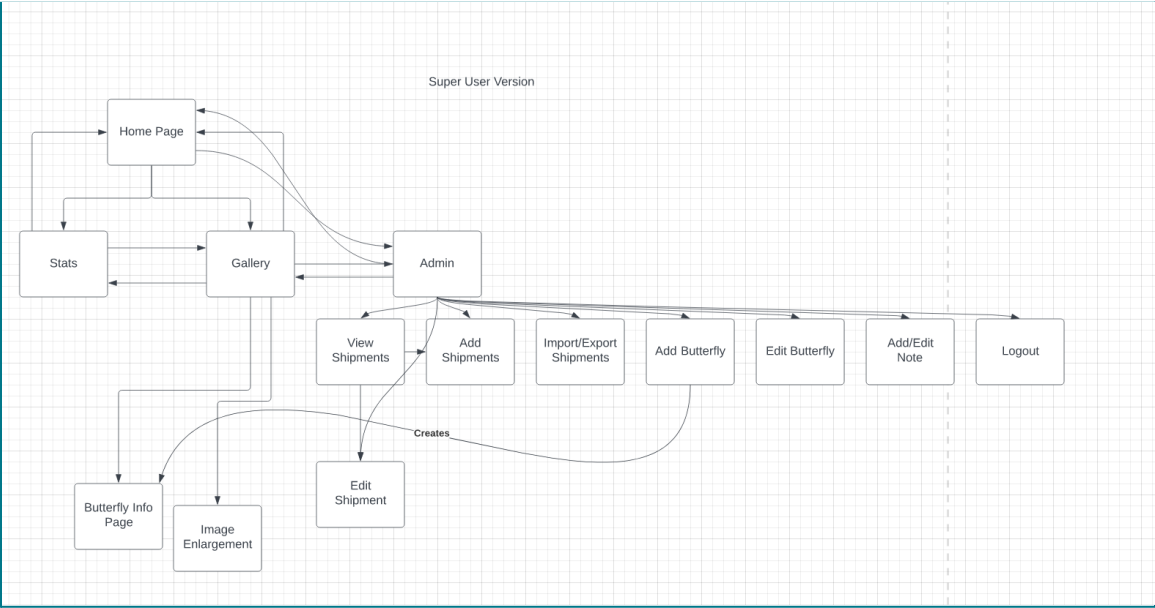 Super User Version
Home Page
Stats
Gallery
Admin
View
Shipments
Add
Shipments
Import/Export
Shipments
Add Butterfly
Edit Butterfly
Add/Edit
Note
Logout
Creates
Edit
Shipment
Butterfly Info
Page
Image
Enlargement